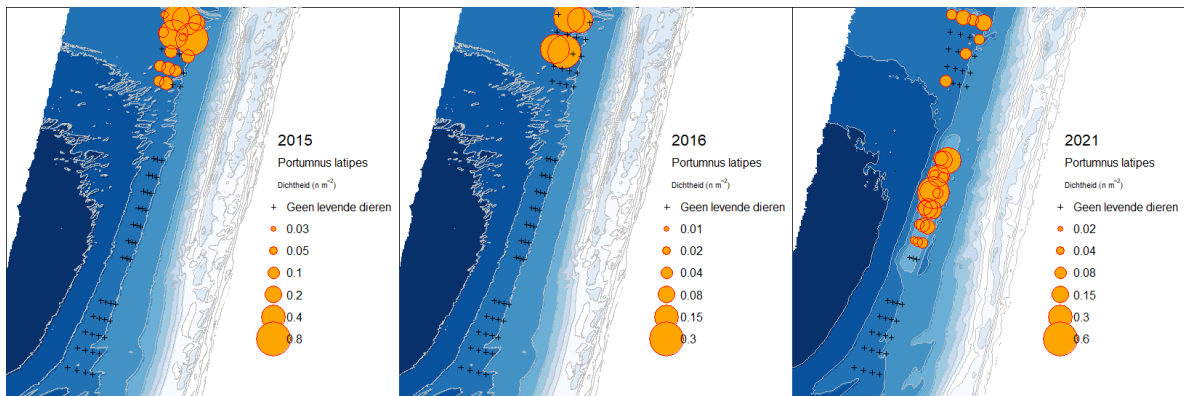 2015
Portumnus latipes
Dichtheid (n m⁻²)
Geen levende dieren
0.03
0.05
0.1
0.2
0.4
0.8
2016
Portumnus latipes
Dichtheid (n m⁻²)
Geen levende dieren
0.01
0.02
0.04
0.08
0.15
0.3
2021
Portumnus latipes
Dichtheid (n m⁻²)
Geen levende dieren
0.02
0.04
0.08
0.15
0.3
0.6